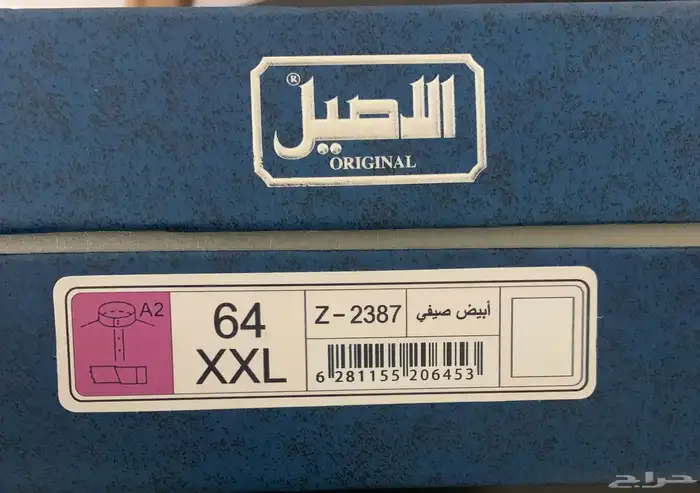 الاصيل ®
ORIGINAL
A2
64
XXL
Z-2387
أبيض صيفي
6 281155 206453
حراج